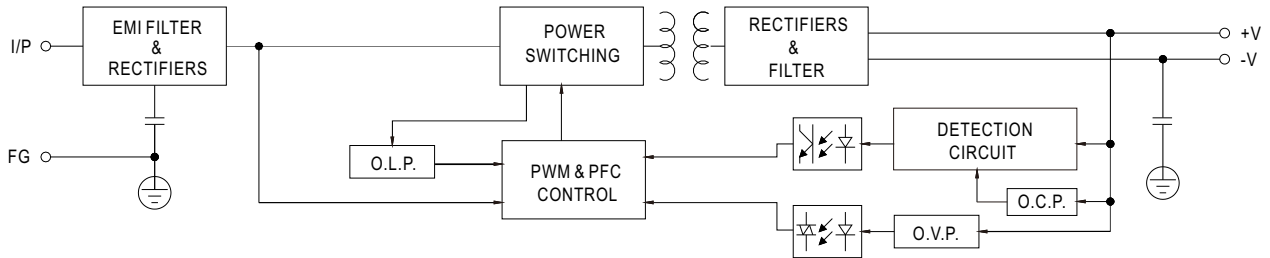 I/P
EMI FILTER
&
RECTIFIERS
POWER
SWITCHING
RECTIFIERS
&
FILTER
+V
-V
FG
O.L.P.
PWM & PFC
CONTROL
DETECTION
CIRCUIT
O.C.P.
O.V.P.